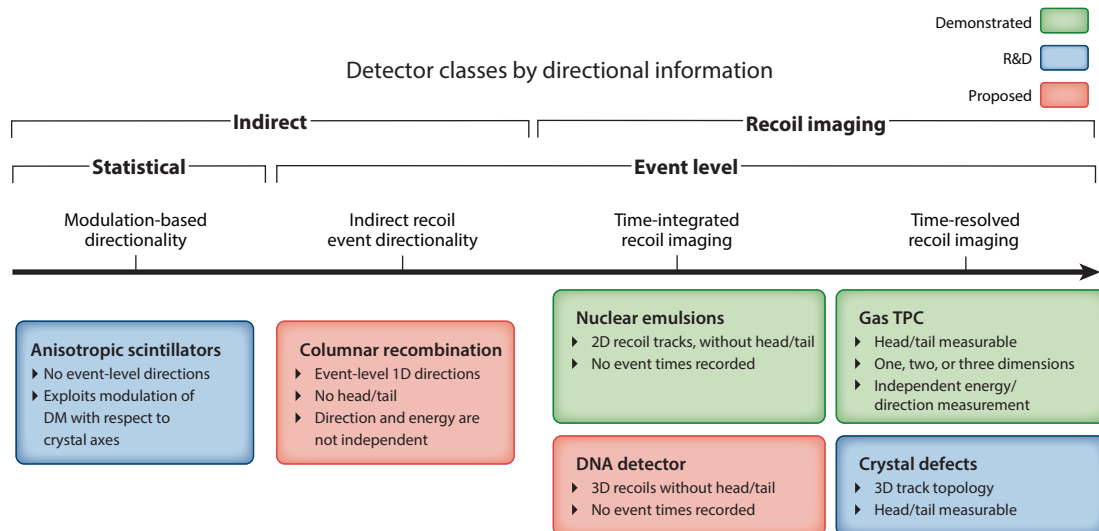 Demonstrated
R&D
Proposed
Detector classes by directional information
Indirect
Recoil imaging
Statistical
Event level
Modulation-based
directionality
Indirect recoil
event directionality
Time-integrated
recoil imaging
Time-resolved
recoil imaging
Anisotropic scintillators
No event-level directions
Exploits modulation of
DM with respect to
crystal axes
Columnar recombination
Event-level 1D directions
No head/tail
Direction and energy are
not independent
Nuclear emulsions
2D recoil tracks, without head/tail
No event times recorded
Gas TPC
Head/tail measurable
One, two, or three dimensions
Independent energy/
direction measurement
DNA detector
3D recoils without head/tail
No event times recorded
Crystal defects
3D track topology
Head/tail measurable